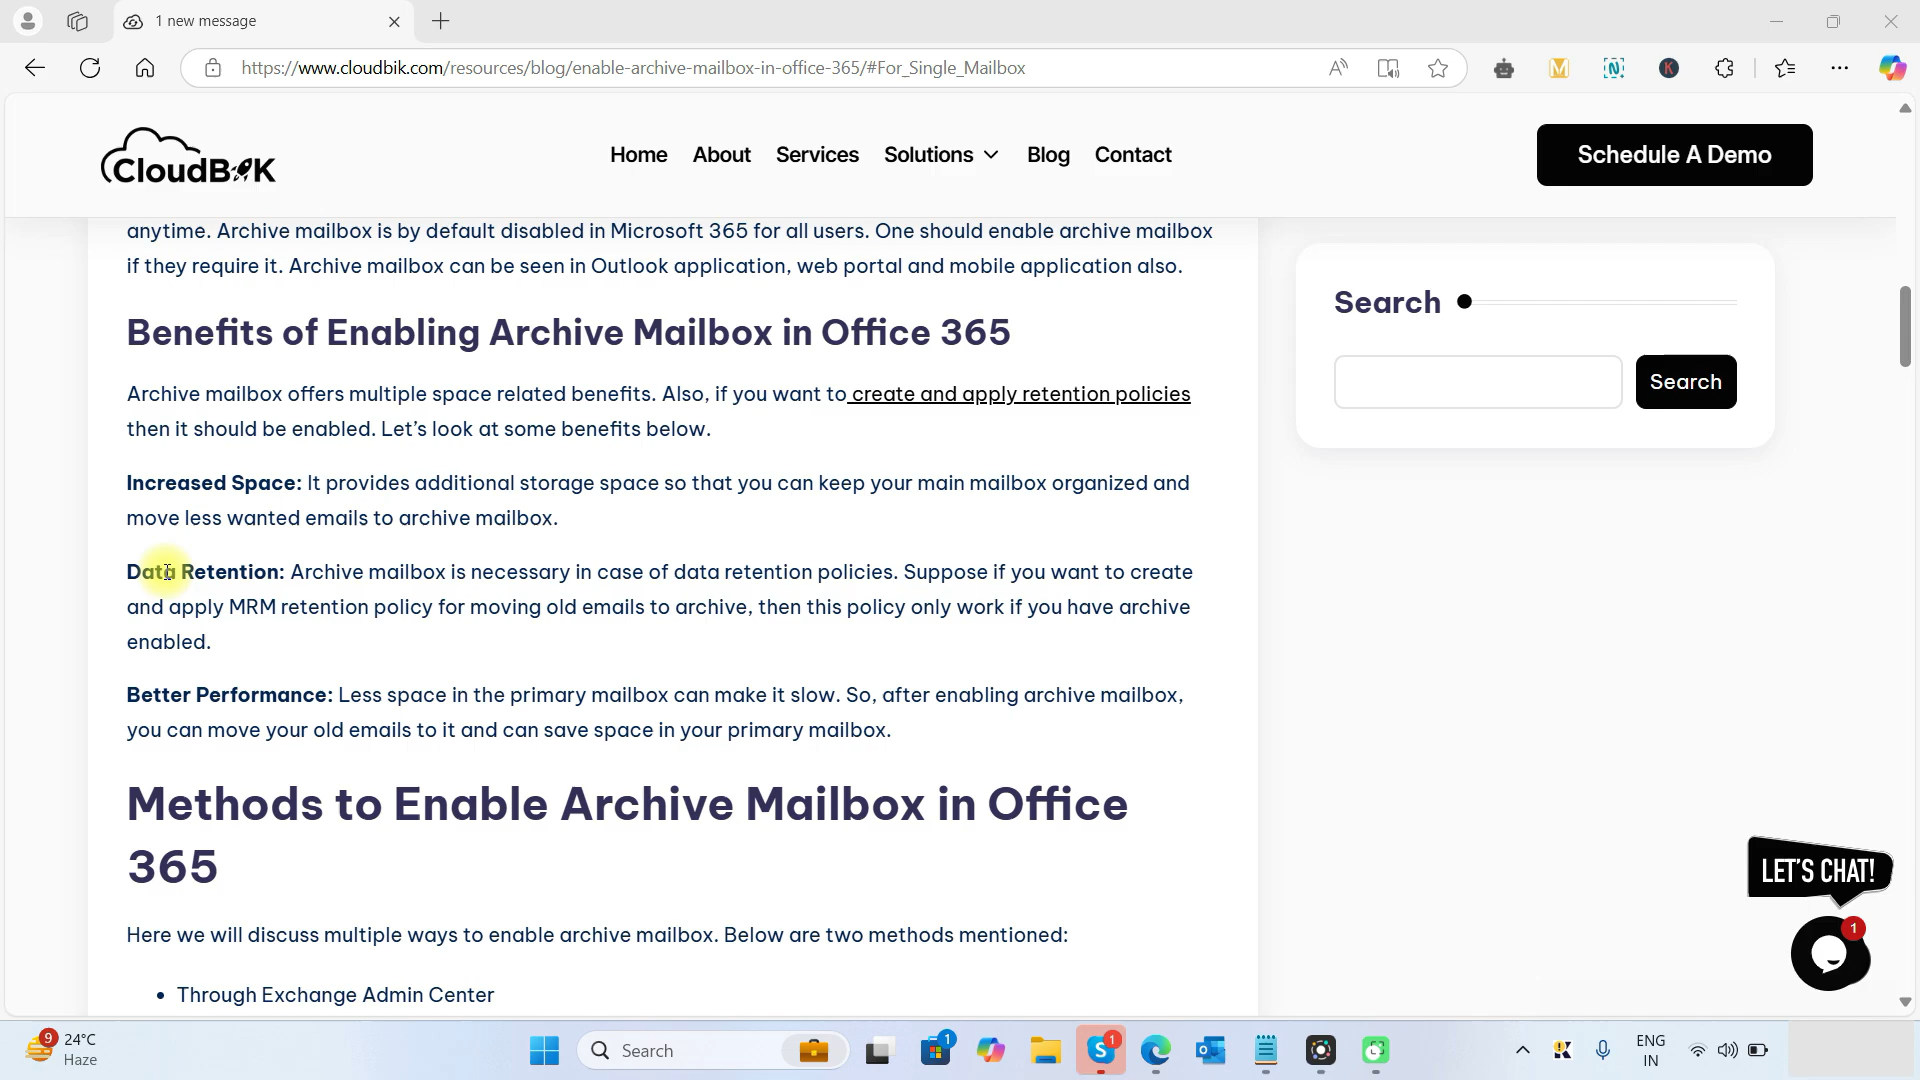 1 new message
https://www.cloudbik.com/resources/blog/enable-archive-mailbox-in-office-365/#For_Single_Mailbox
CloudBIK
Home About Services Solutions Blog Contact
Schedule A Demo
anytime. Archive mailbox is by default disabled in Microsoft 365 for all users. One should enable archive mailbox
if they require it. Archive mailbox can be seen in Outlook application, web portal and mobile application also.
Benefits of Enabling Archive Mailbox in Office 365
Archive mailbox offers multiple space related benefits. Also, if you want to create and apply retention policies
then it should be enabled. Let’s look at some benefits below.
Increased Space: It provides additional storage space so that you can keep your main mailbox organized and
move less wanted emails to archive mailbox.
Data Retention: Archive mailbox is necessary in case of data retention policies. Suppose if you want to create
and apply MRM retention policy for moving old emails to archive, then this policy only work if you have archive
enabled.
Better Performance: Less space in the primary mailbox can make it slow. So, after enabling archive mailbox,
you can move your old emails to it and can save space in your primary mailbox.
Methods to Enable Archive Mailbox in Office
365
Here we will discuss multiple ways to enable archive mailbox. Below are two methods mentioned:
• Through Exchange Admin Center
Search
Search
LET'S CHAT!
1
9
24°C
Haze
Search
1
1
ENG
IN